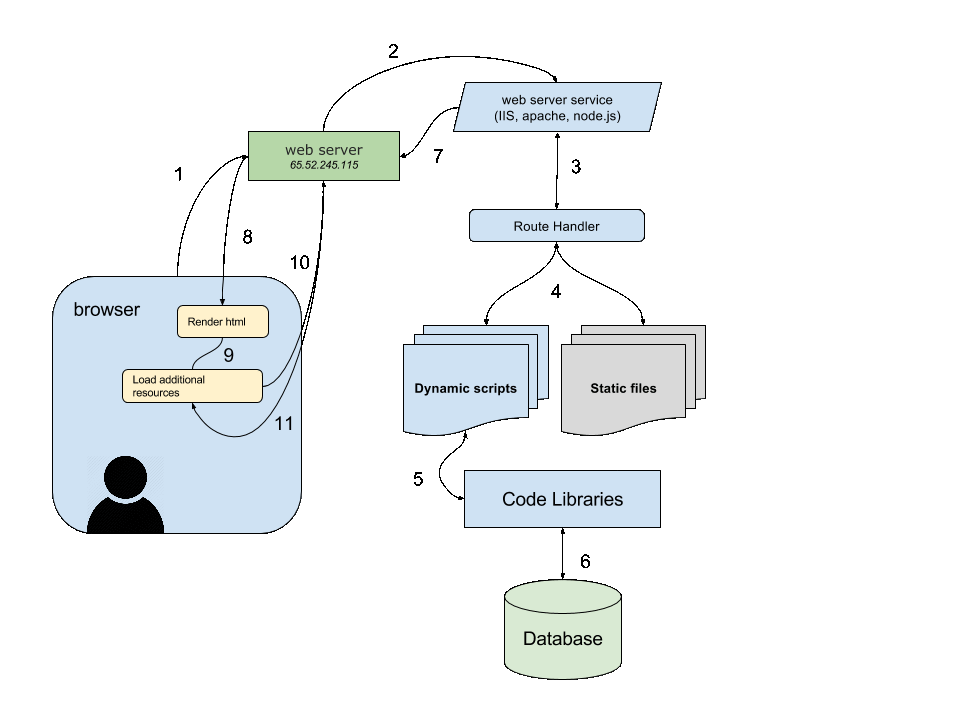 2
web server service
(IIS, apache, node.js)
web server
65.52.245.115
7
3
1
8
Route Handler
10
4
browser
Render html
9
Load additional
resources
11
Dynamic scripts
Static files
5
Code Libraries
6
Database